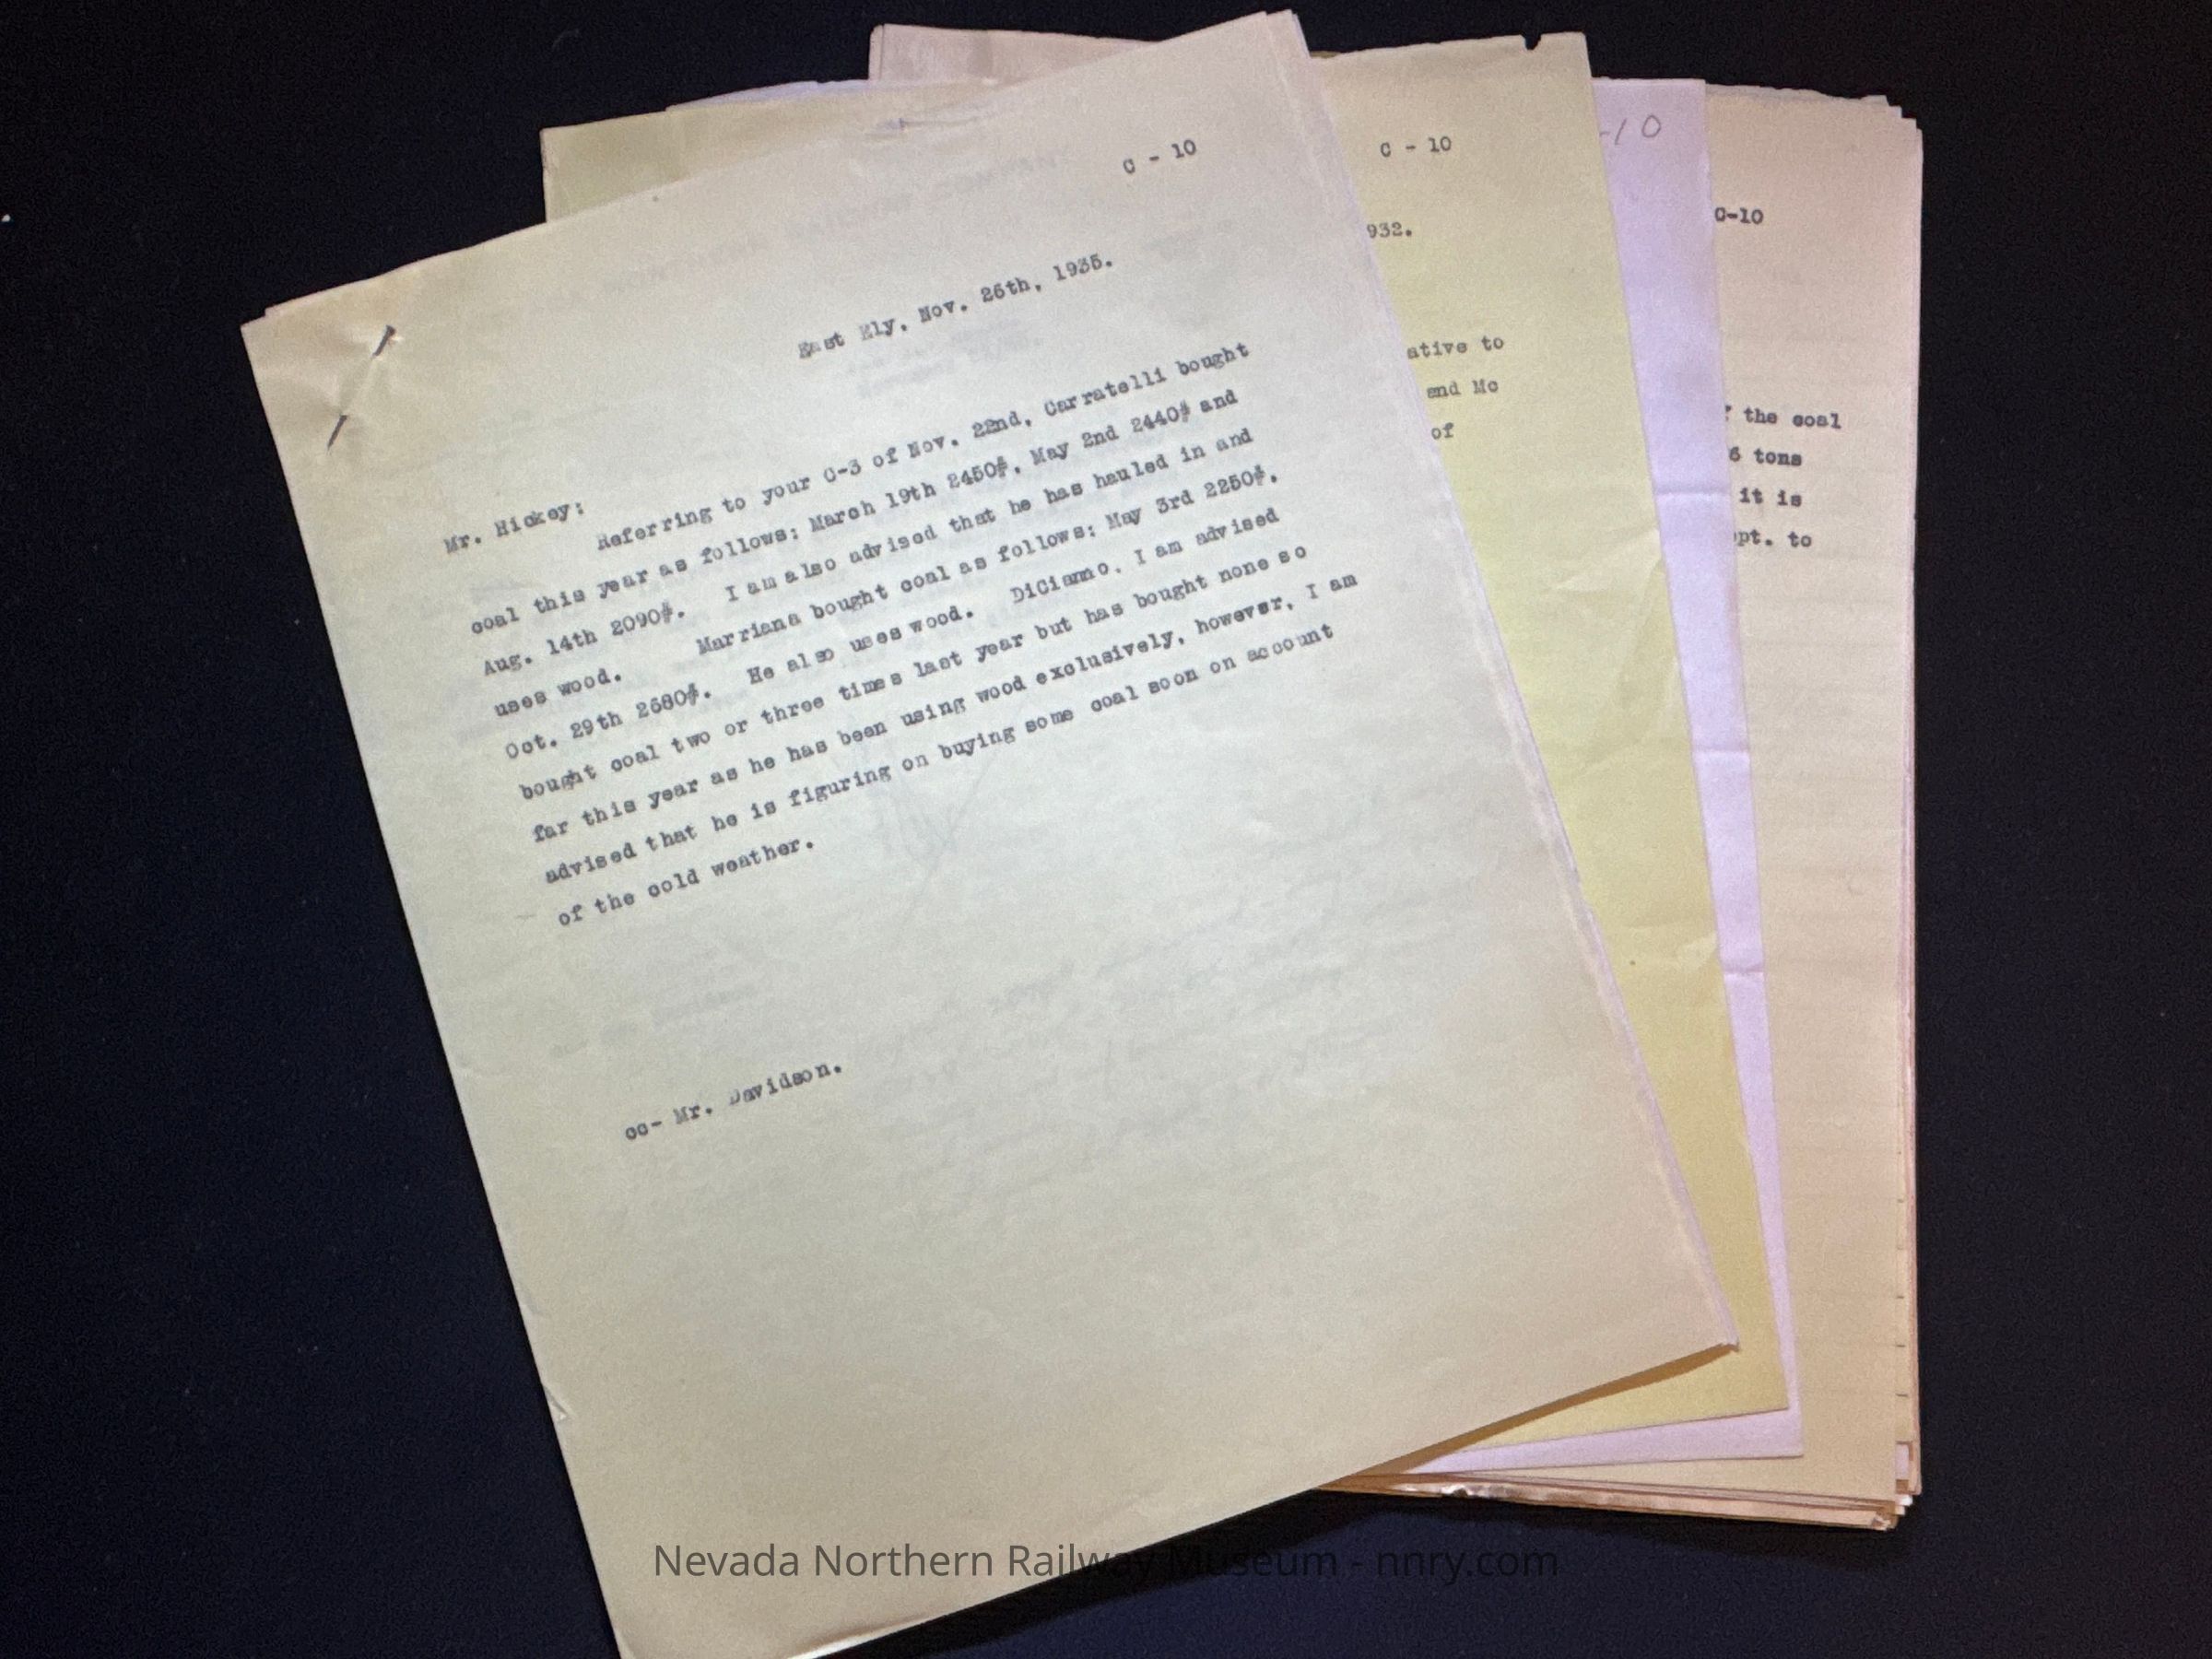 C - 10
East Ely, Nov. 26th, 1935.
Mr. Hickey:
Referring to your C-3 of Nov. 22nd, Carratelli bought
coal this year as follows: March 19th 2450#, May 2nd 2440# and
Aug. 14th 2090#. I am also advised that he has hauled in and
uses wood. Marriana bought coal as follows: May 3rd 2250#,
Oct. 29th 2680#. He also uses wood. DiCianno, I am advised
bought coal two or three times last year but has bought none so
far this year as he has been using wood exclusively, however, I am
advised that he is figuring on buying some coal soon on account
of the cold weather.
cc- Mr. Davidson.
C - 10
932.
ative to
end Mc
of
-10
C-10
f the coal
6 tons
it is
pt. to
Nevada Northern Railway Museum - nnry.com